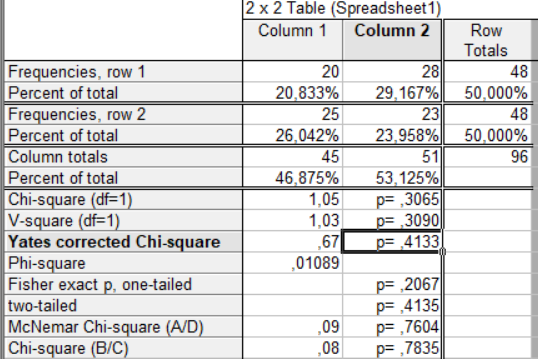 2 x 2 Table (Spreadsheet1)
Column 1 Column 2 Row Totals
Frequencies, row 1 20 28 48
Percent of total 20,833% 29,167% 50,000%
Frequencies, row 2 25 23 48
Percent of total 26,042% 23,958% 50,000%
Column totals 45 51 96
Percent of total 46,875% 53,125%
Chi-square (df=1) 1,05 p= ,3065
V-square (df=1) 1,03 p= ,3090
Yates corrected Chi-square ,67 p= ,4133
Phi-square ,01089
Fisher exact p, one-tailed p= ,2067
two-tailed p= ,4135
McNemar Chi-square (A/D) ,09 p= ,7604
Chi-square (B/C) ,08 p= ,7835